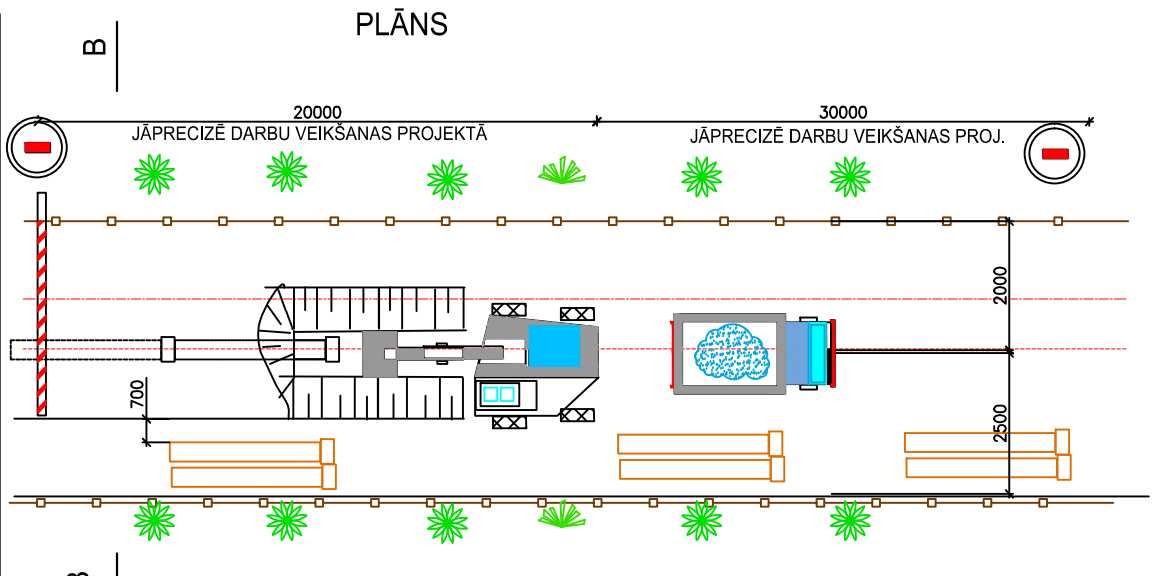 PLĀNS
B
20000
30000
JĀPRECIZĒ DARBU VEIKŠANAS PROJEKTĀ
JĀPRECIZĒ DARBU VEIKŠANAS PROJ.
2000
700
2500
B